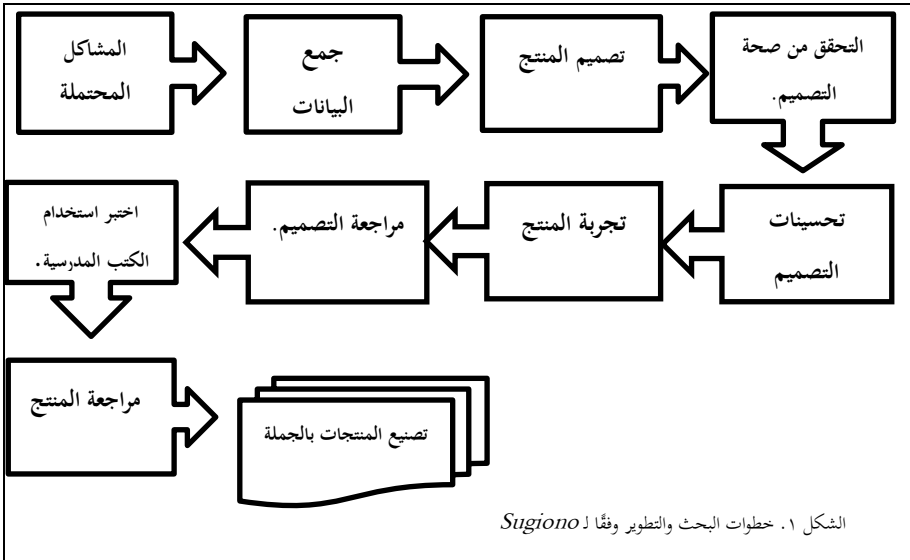 المشاكل
المحتملة
جمع
البيانات
تصميم المنتج
التحقق من صحة
التصميم.
تحسينات
التصميم
تجربة المنتج
مراجعة التصميم.
اختبر استخدام
الكتب المدرسية.
مراجعة المنتج
تصنيع المنتجات بالجملة
الشكل ١. خطوات البحث والتطوير وفقًا لـ Sugiono